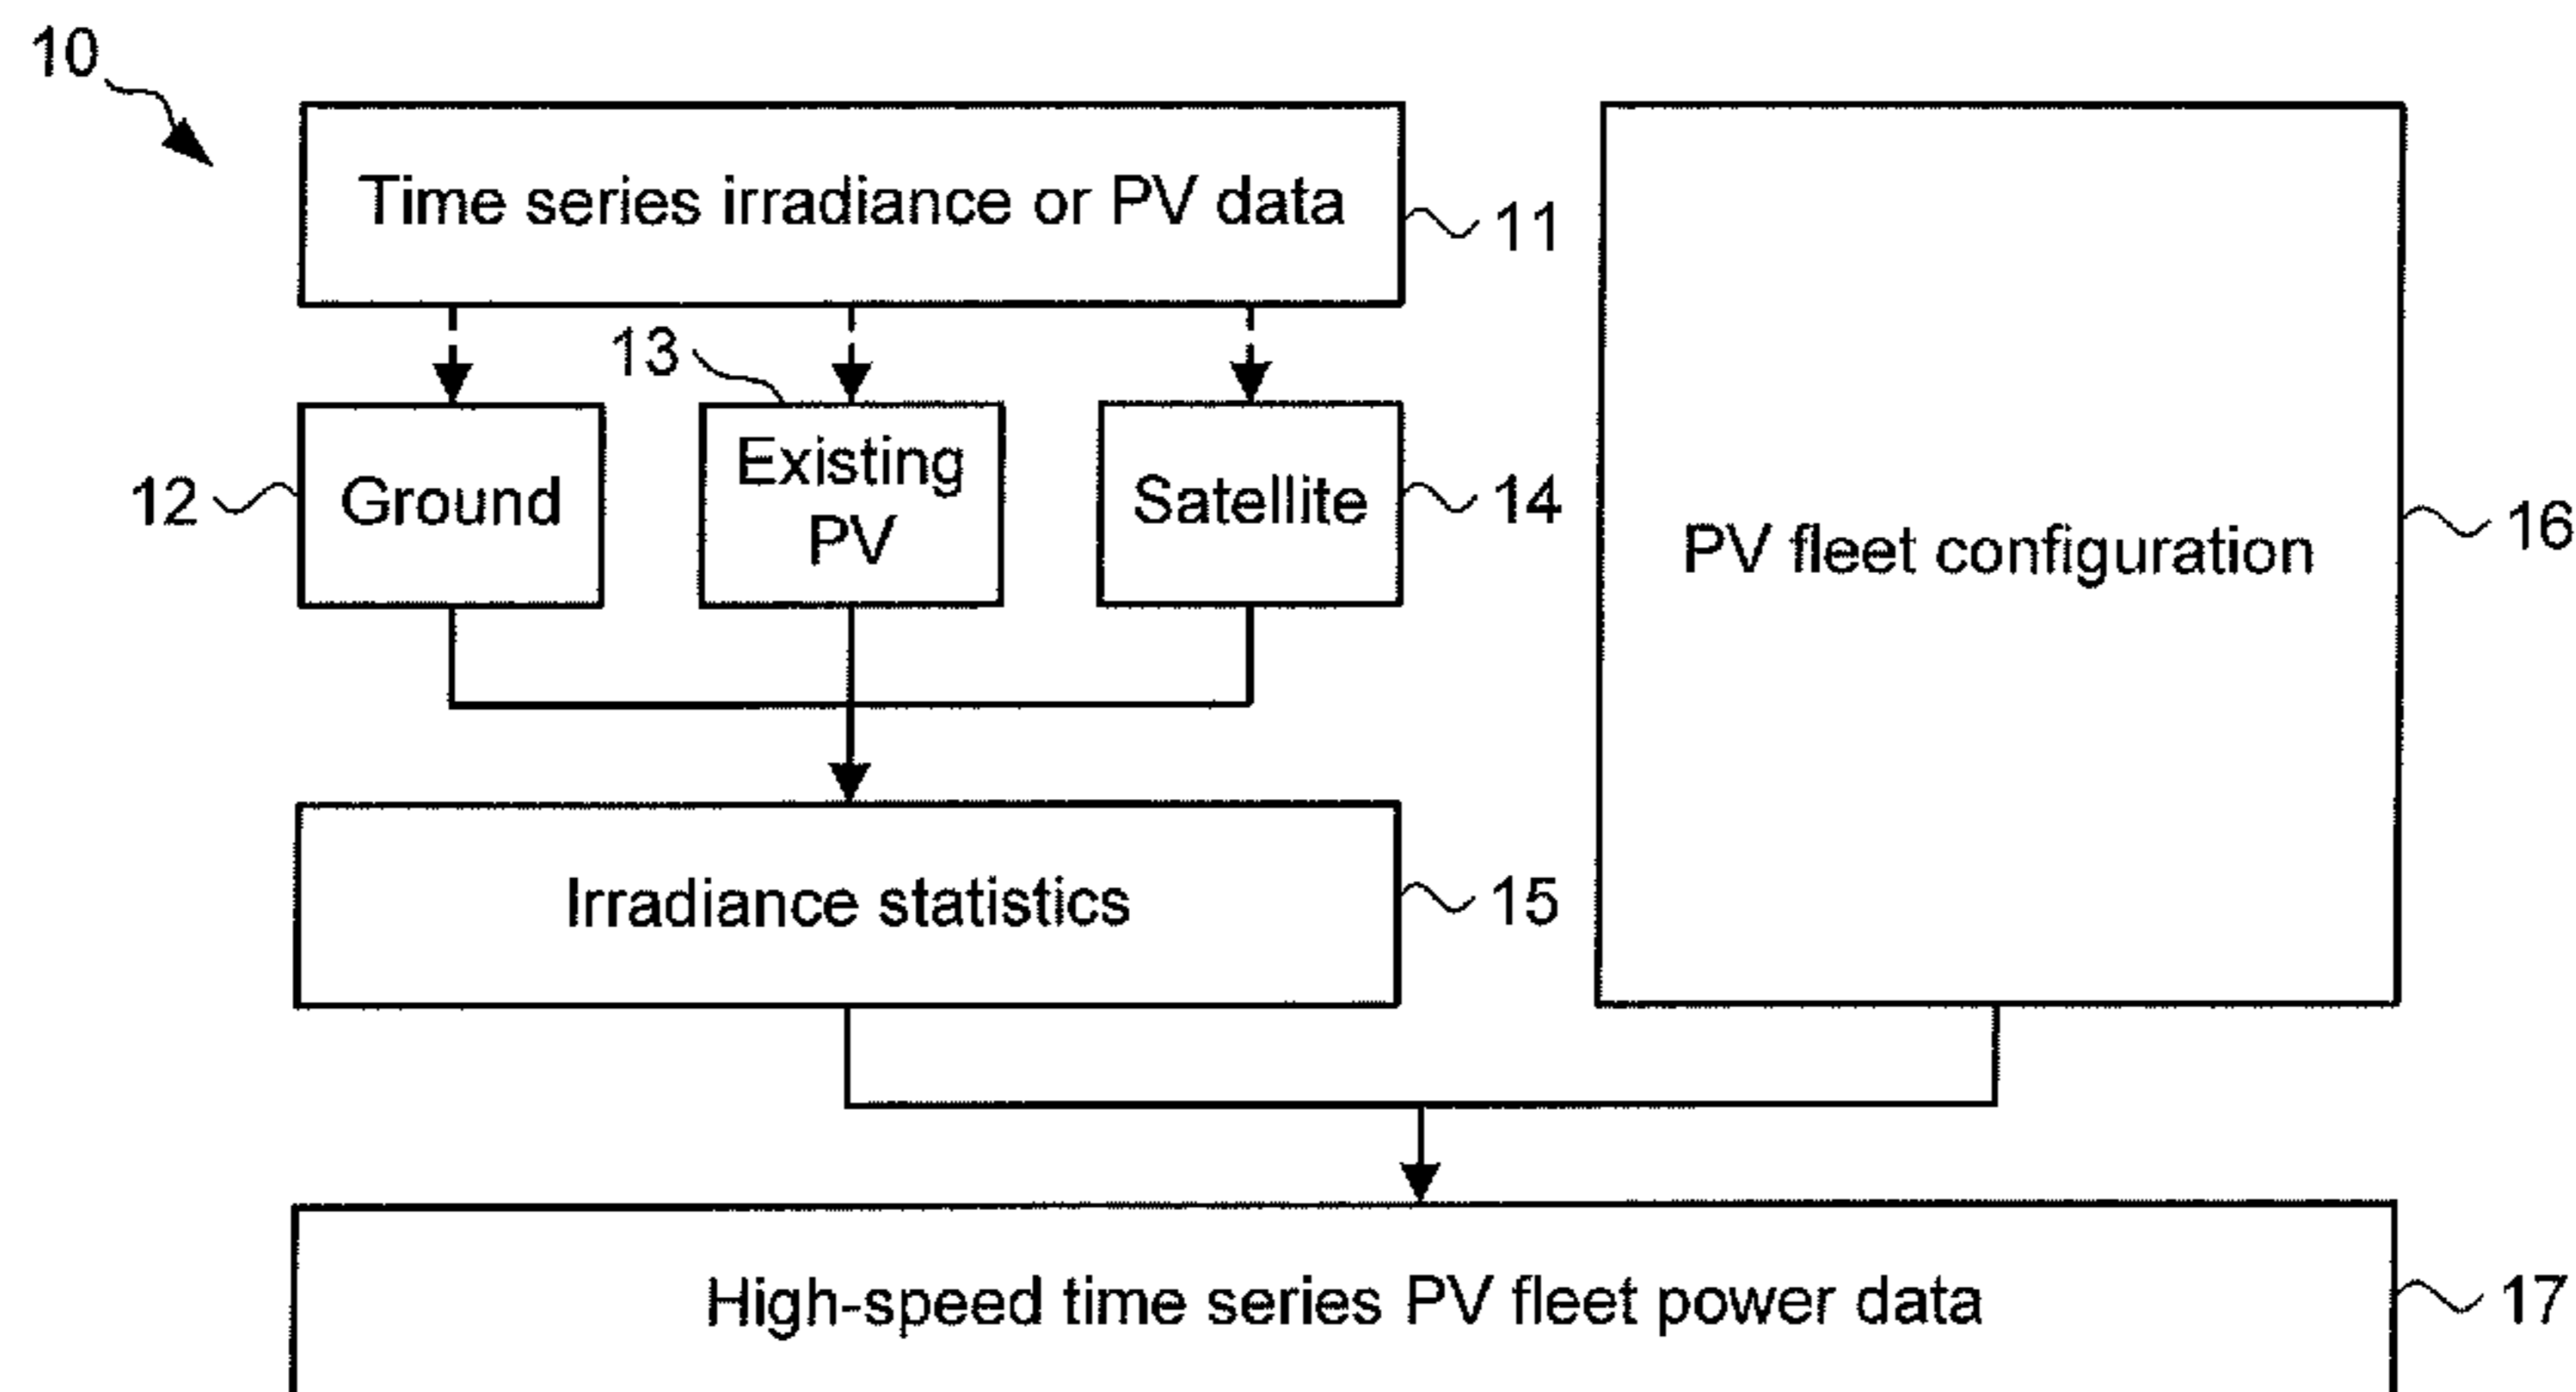 10
Time series irradiance or PV data
11
13
12
Ground
Existing
PV
Satellite
14
PV fleet configuration
16
Irradiance statistics
15
High-speed time series PV fleet power data
17